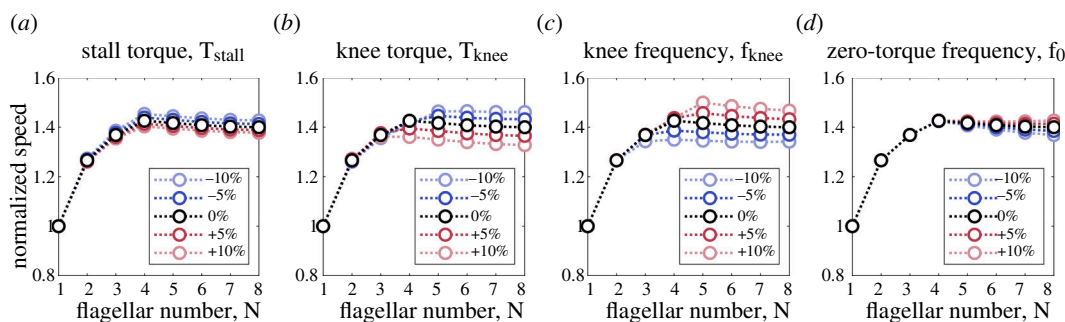 (a)
stall torque, T_stall
normalized speed
1.6
1.4
1.2
1
0.8
–10%
–5%
0%
+5%
+10%
1 2 3 4 5 6 7 8
flagellar number, N
(b)
knee torque, T_knee
1.6
1.4
1.2
1
0.8
–10%
–5%
0%
+5%
+10%
1 2 3 4 5 6 7 8
flagellar number, N
(c)
knee frequency, f_knee
1.6
1.4
1.2
1
0.8
–10%
–5%
0%
+5%
+10%
1 2 3 4 5 6 7 8
flagellar number, N
(d)
zero-torque frequency, f_0
1.6
1.4
1.2
1
0.8
–10%
–5%
0%
+5%
+10%
1 2 3 4 5 6 7 8
flagellar number, N